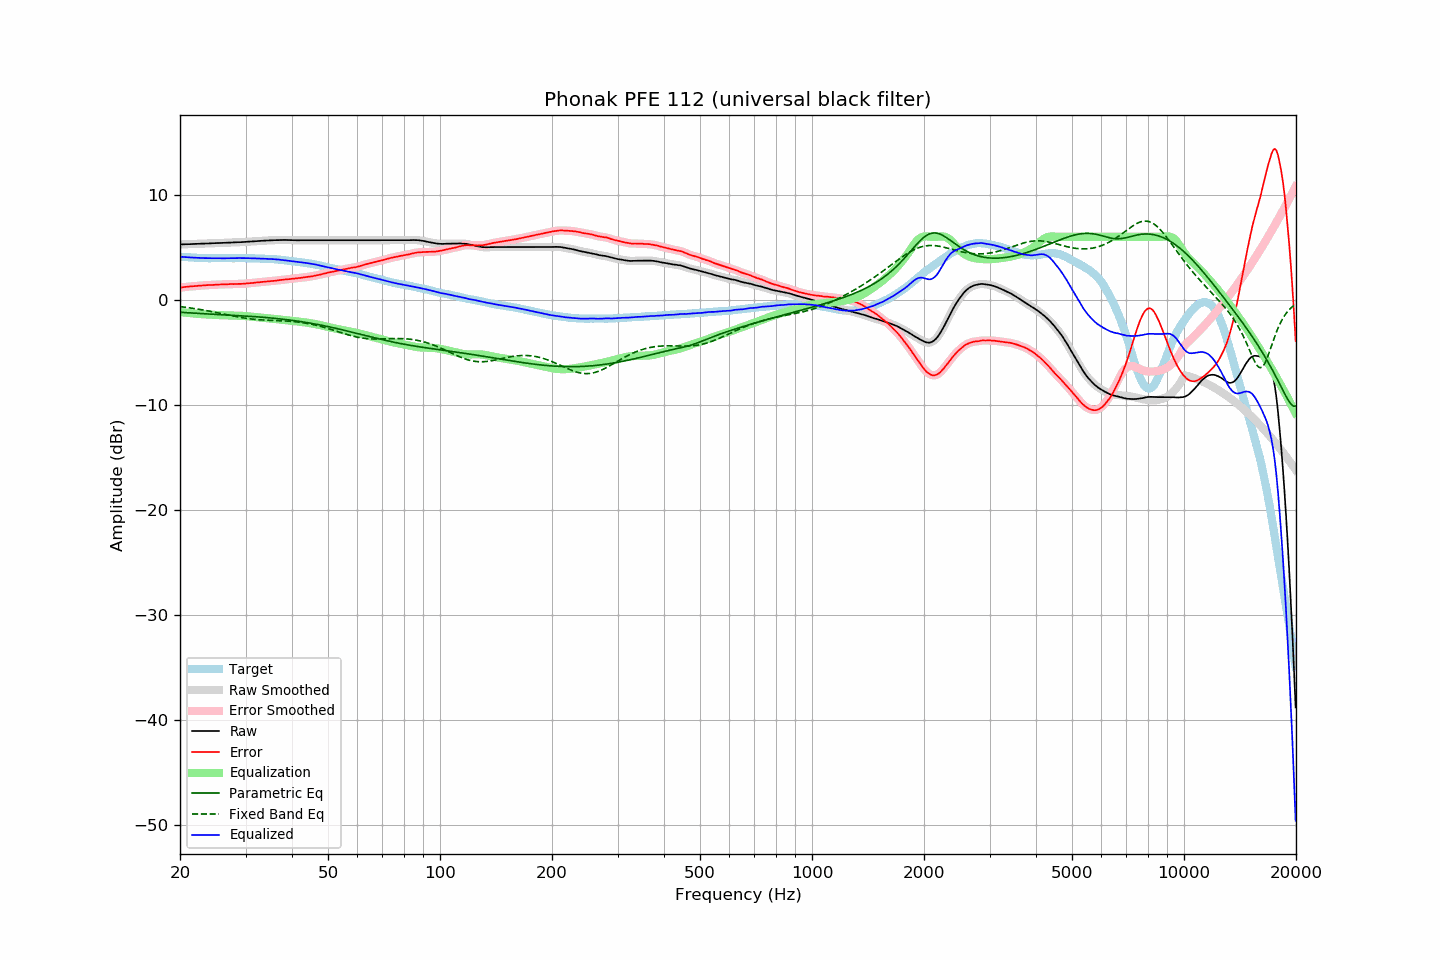 Phonak PFE 112 (universal black filter)
Amplitude (dBr)
10
0
−10
−20
−30
−40
−50
Target
Raw Smoothed
Error Smoothed
Raw
Error
Equalization
Parametric Eq
Fixed Band Eq
Equalized
20 50 100 200 500 1000 2000 5000 10000 20000
Frequency (Hz)